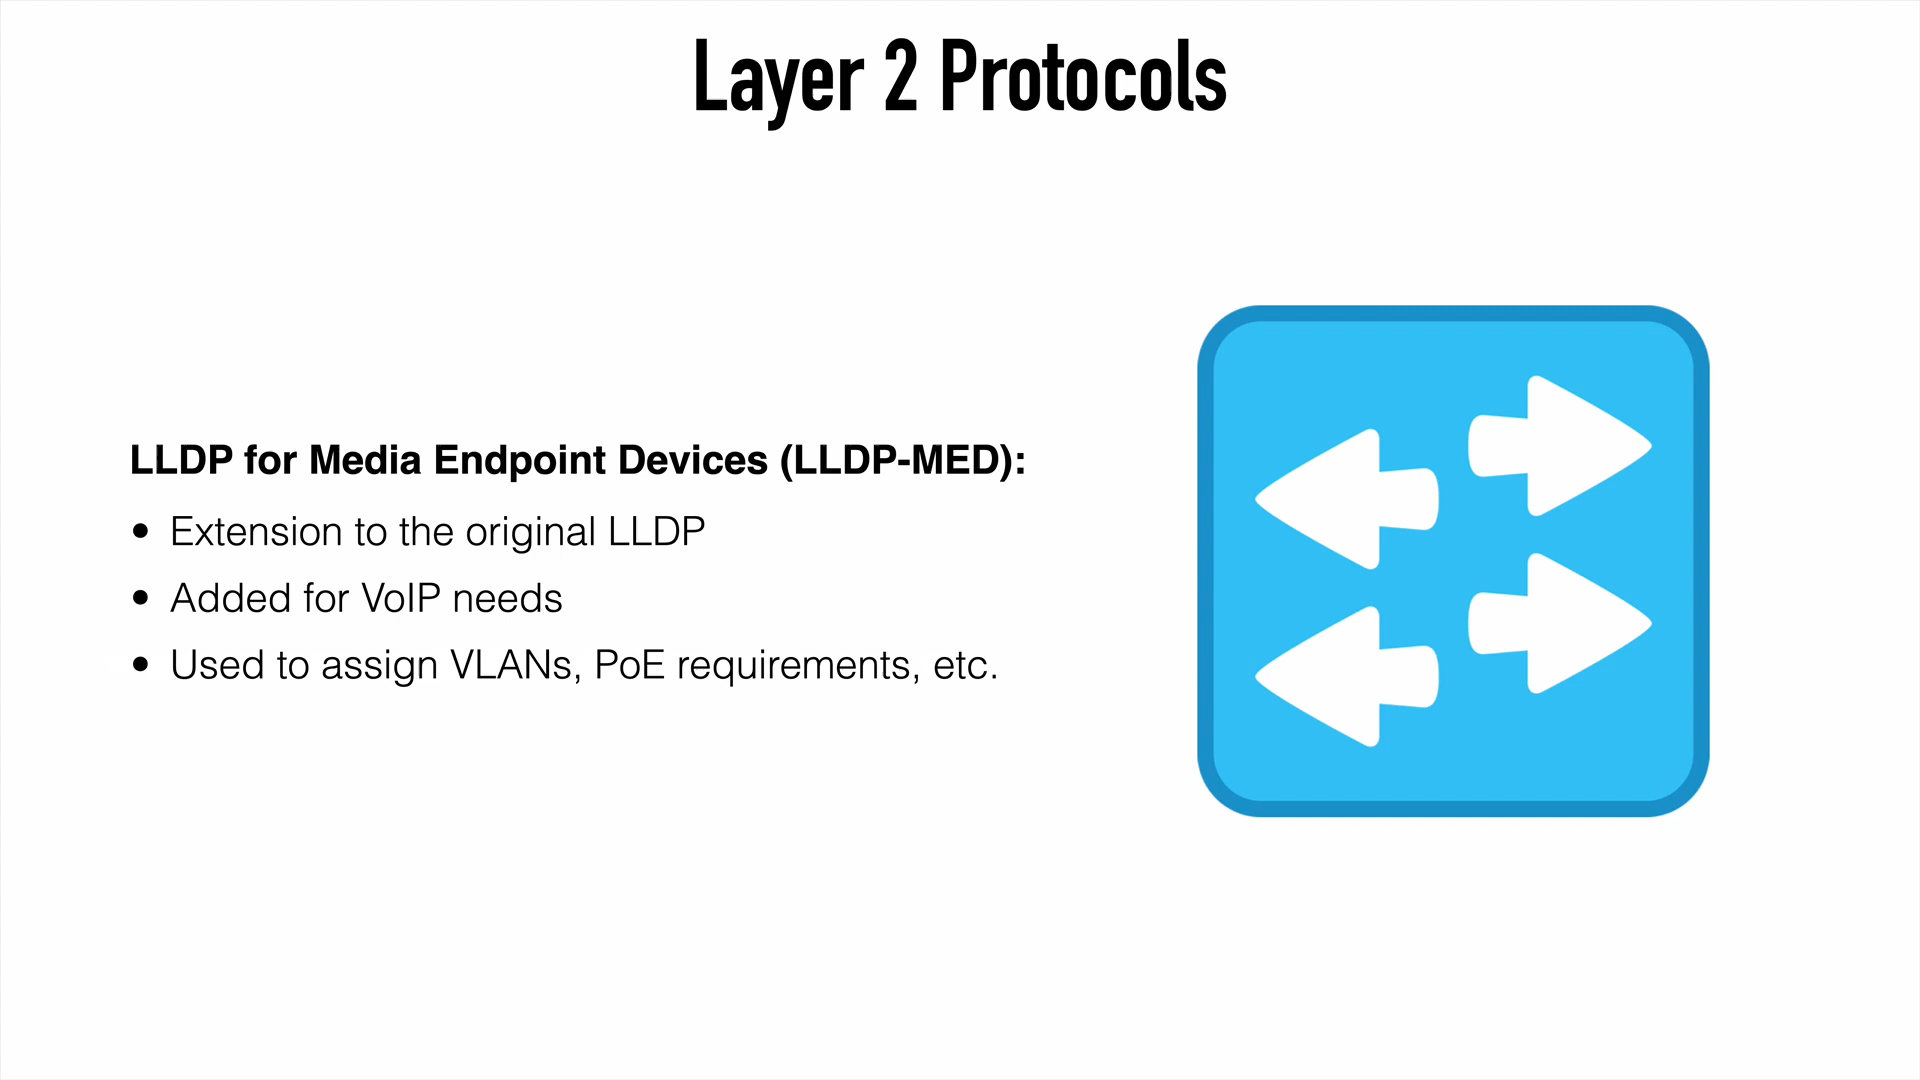 Layer 2 Protocols
LLDP for Media Endpoint Devices (LLDP-MED):
• Extension to the original LLDP
• Added for VoIP needs
• Used to assign VLANs, PoE requirements, etc.